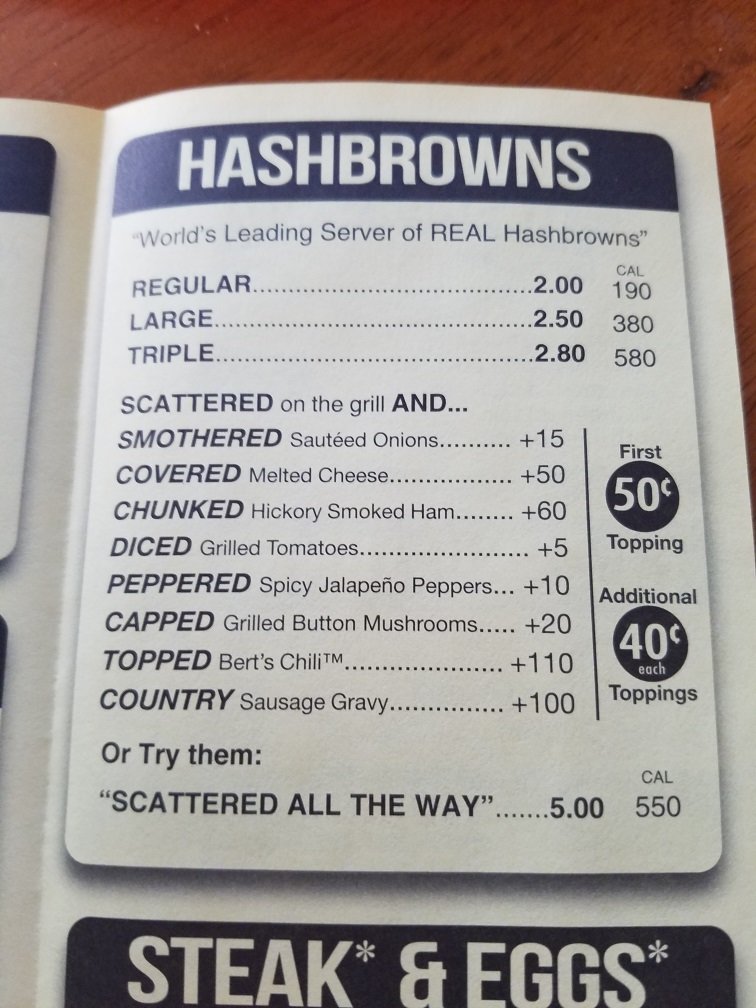 HASHBROWNS
"World's Leading Server of REAL Hashbrowns"
CAL
REGULAR..............................2.00 190
LARGE..................................2.50 380
TRIPLE..................................2.80 580
SCATTERED on the grill AND...
SMOTHERED Sautéed Onions.......... +15
COVERED Melted Cheese................. +50
CHUNKED Hickory Smoked Ham....... +60
DICED Grilled Tomatoes........................ +5
PEPPERED Spicy Jalapeño Peppers... +10
CAPPED Grilled Button Mushrooms..... +20
TOPPED Bert's Chili™...................... +110
COUNTRY Sausage Gravy............... +100
First
50¢
Topping
Additional
40¢
each
Toppings
Or Try them:
CAL
"SCATTERED ALL THE WAY".......5.00 550
STEAK* & EGGS*